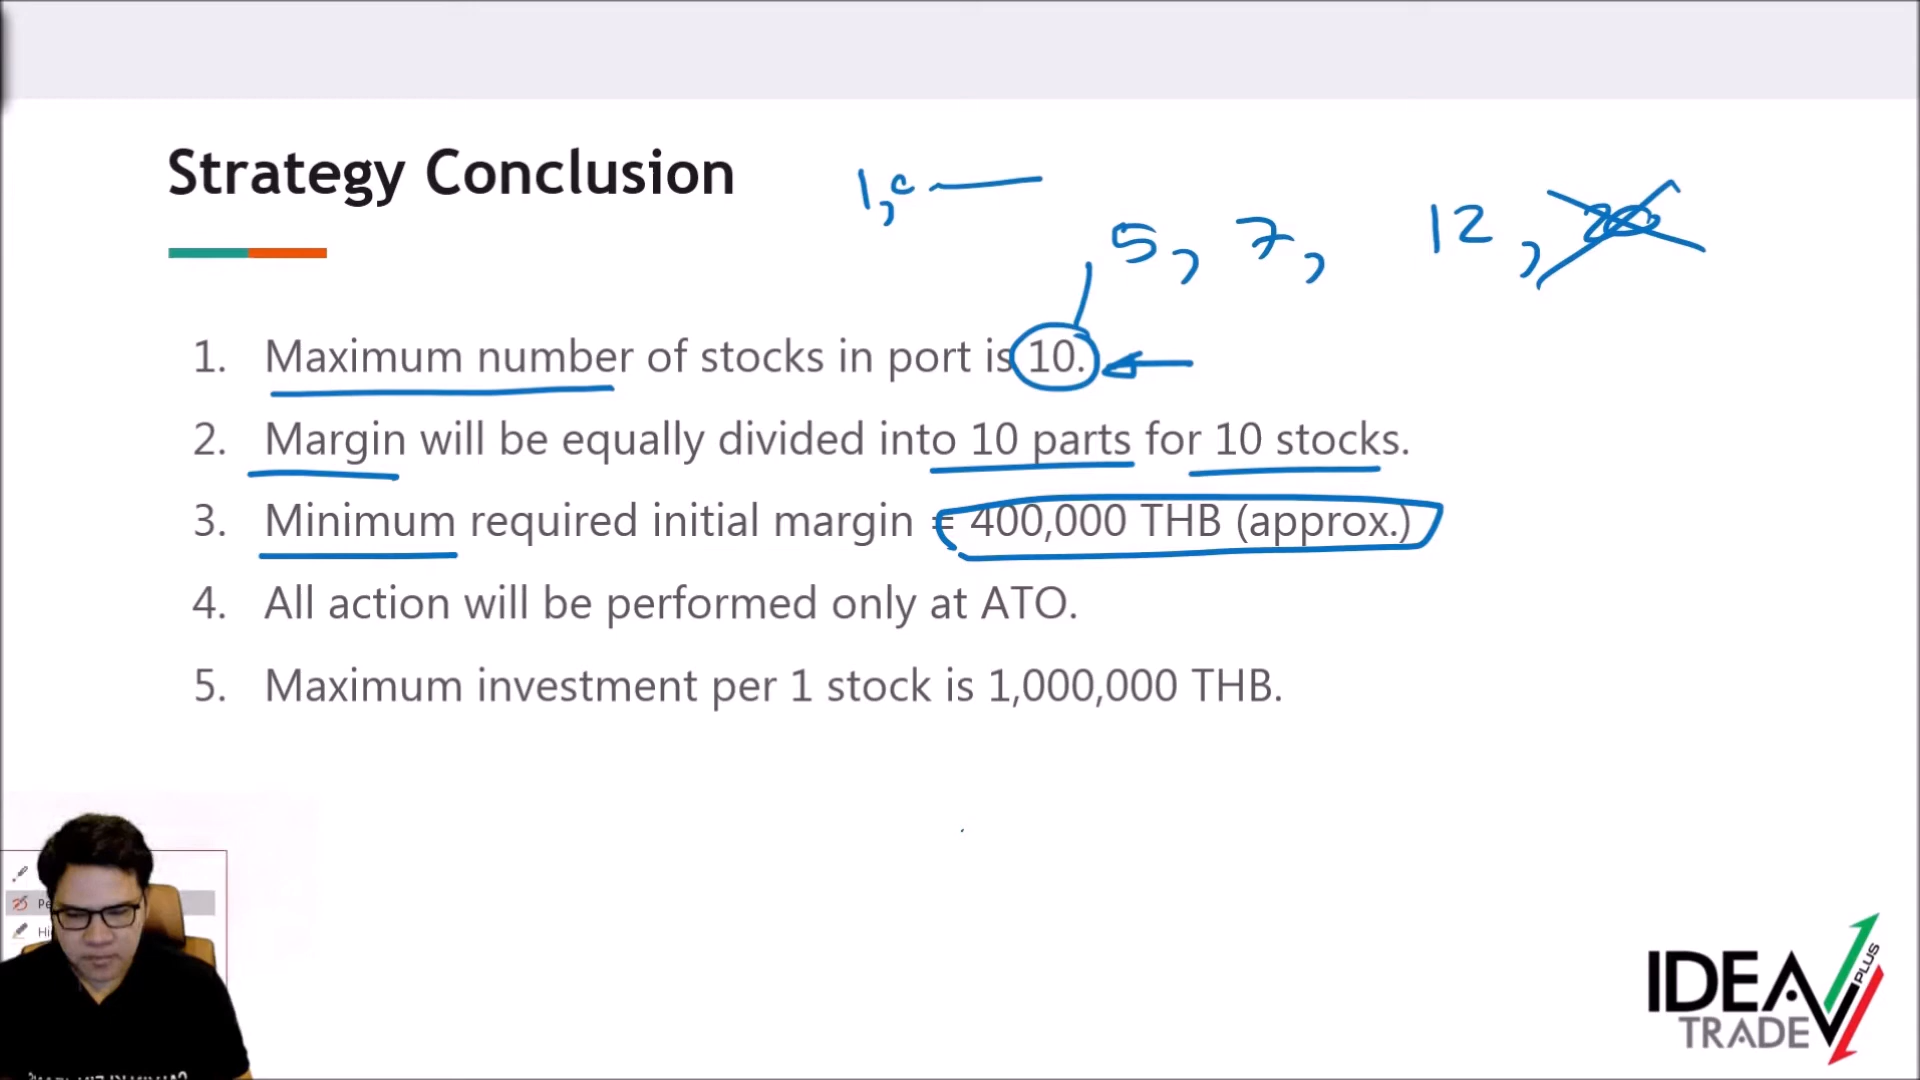 Strategy Conclusion
5, 7, 12,
1. Maximum number of stocks in port is 10.
2. Margin will be equally divided into 10 parts for 10 stocks.
3. Minimum required initial margin = 400,000 THB (approx.)
4. All action will be performed only at ATO.
5. Maximum investment per 1 stock is 1,000,000 THB.
IDEA
PLUS
TRADE